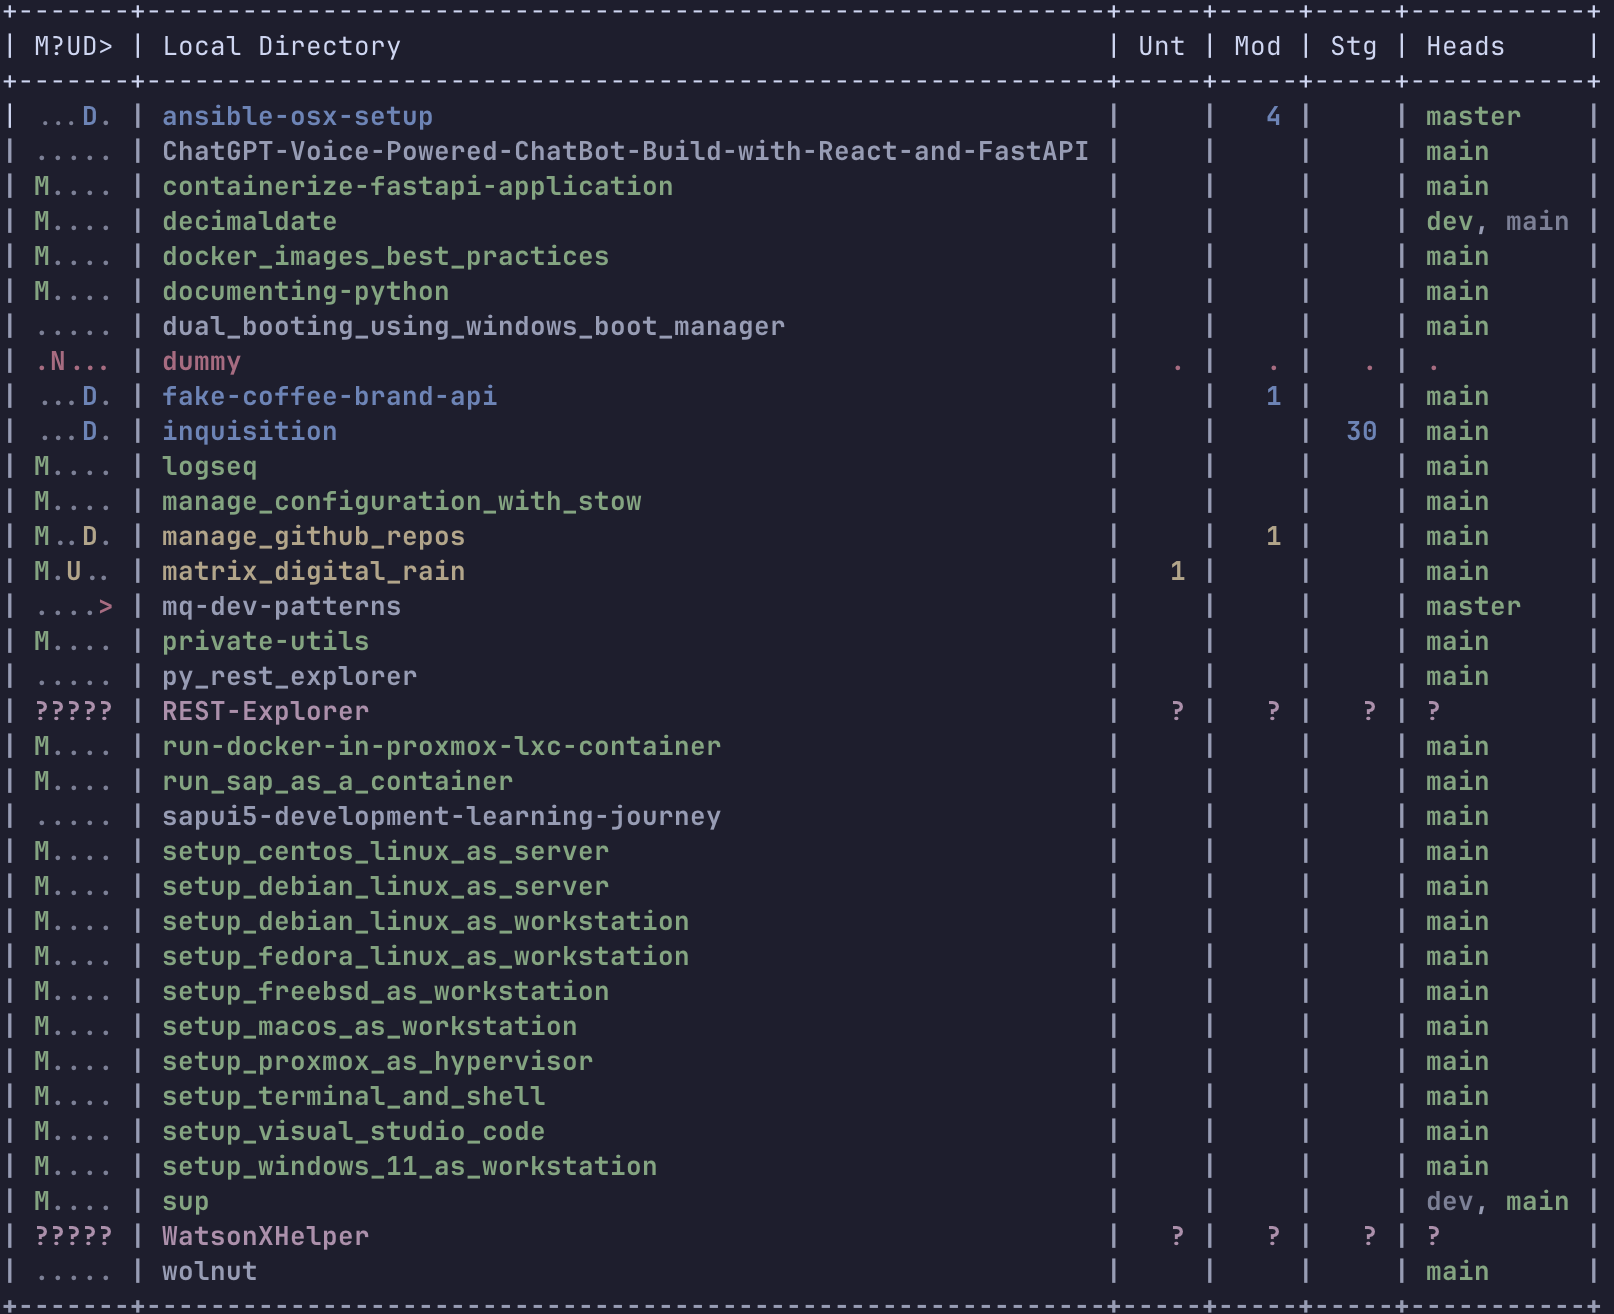 +-------+------------------------------------------------------------+-----+-----+-----+-----------+
| M?UD> | Local Directory                                            | Unt | Mod | Stg | Heads     |
+-------+------------------------------------------------------------+-----+-----+-----+-----------+
| ...D. | ansible-osx-setup                                          |     |   4 |     | master    |
| ..... | ChatGPT-Voice-Powered-ChatBot-Build-with-React-and-FastAPI |     |     |     | main      |
| M.... | containerize-fastapi-application                           |     |     |     | main      |
| M.... | decimaldate                                                |     |     |     | dev, main |
| M.... | docker_images_best_practices                               |     |     |     | main      |
| M.... | documenting-python                                         |     |     |     | main      |
| ..... | dual_booting_using_windows_boot_manager                    |     |     |     | main      |
| .N... | dummy                                                      |   . |   . |   . | .         |
| ...D. | fake-coffee-brand-api                                      |     |   1 |     | main      |
| ...D. | inquisition                                                |     |     |  30 | main      |
| M.... | logseq                                                     |     |     |     | main      |
| M.... | manage_configuration_with_stow                             |     |     |     | main      |
| M..D. | manage_github_repos                                        |     |   1 |     | main      |
| M.U.. | matrix_digital_rain                                        |   1 |     |     | main      |
| ....> | mq-dev-patterns                                            |     |     |     | master    |
| M.... | private-utils                                              |     |     |     | main      |
| ..... | py_rest_explorer                                           |     |     |     | main      |
| ????? | REST-Explorer                                              |   ? |   ? |   ? | ?         |
| M.... | run-docker-in-proxmox-lxc-container                        |     |     |     | main      |
| M.... | run_sap_as_a_container                                     |     |     |     | main      |
| ..... | sapui5-development-learning-journey                        |     |     |     | main      |
| M.... | setup_centos_linux_as_server                               |     |     |     | main      |
| M.... | setup_debian_linux_as_server                               |     |     |     | main      |
| M.... | setup_debian_linux_as_workstation                          |     |     |     | main      |
| M.... | setup_fedora_linux_as_workstation                          |     |     |     | main      |
| M.... | setup_freebsd_as_workstation                               |     |     |     | main      |
| M.... | setup_macos_as_workstation                                 |     |     |     | main      |
| M.... | setup_proxmox_as_hypervisor                                |     |     |     | main      |
| M.... | setup_terminal_and_shell                                   |     |     |     | main      |
| M.... | setup_visual_studio_code                                   |     |     |     | main      |
| M.... | setup_windows_11_as_workstation                            |     |     |     | main      |
| M.... | sup                                                        |     |     |     | dev, main |
| ????? | WatsonXHelper                                              |   ? |   ? |   ? | ?         |
| ..... | wolnut                                                     |     |     |     | main      |
+-------+------------------------------------------------------------+-----+-----+-----+-----------+